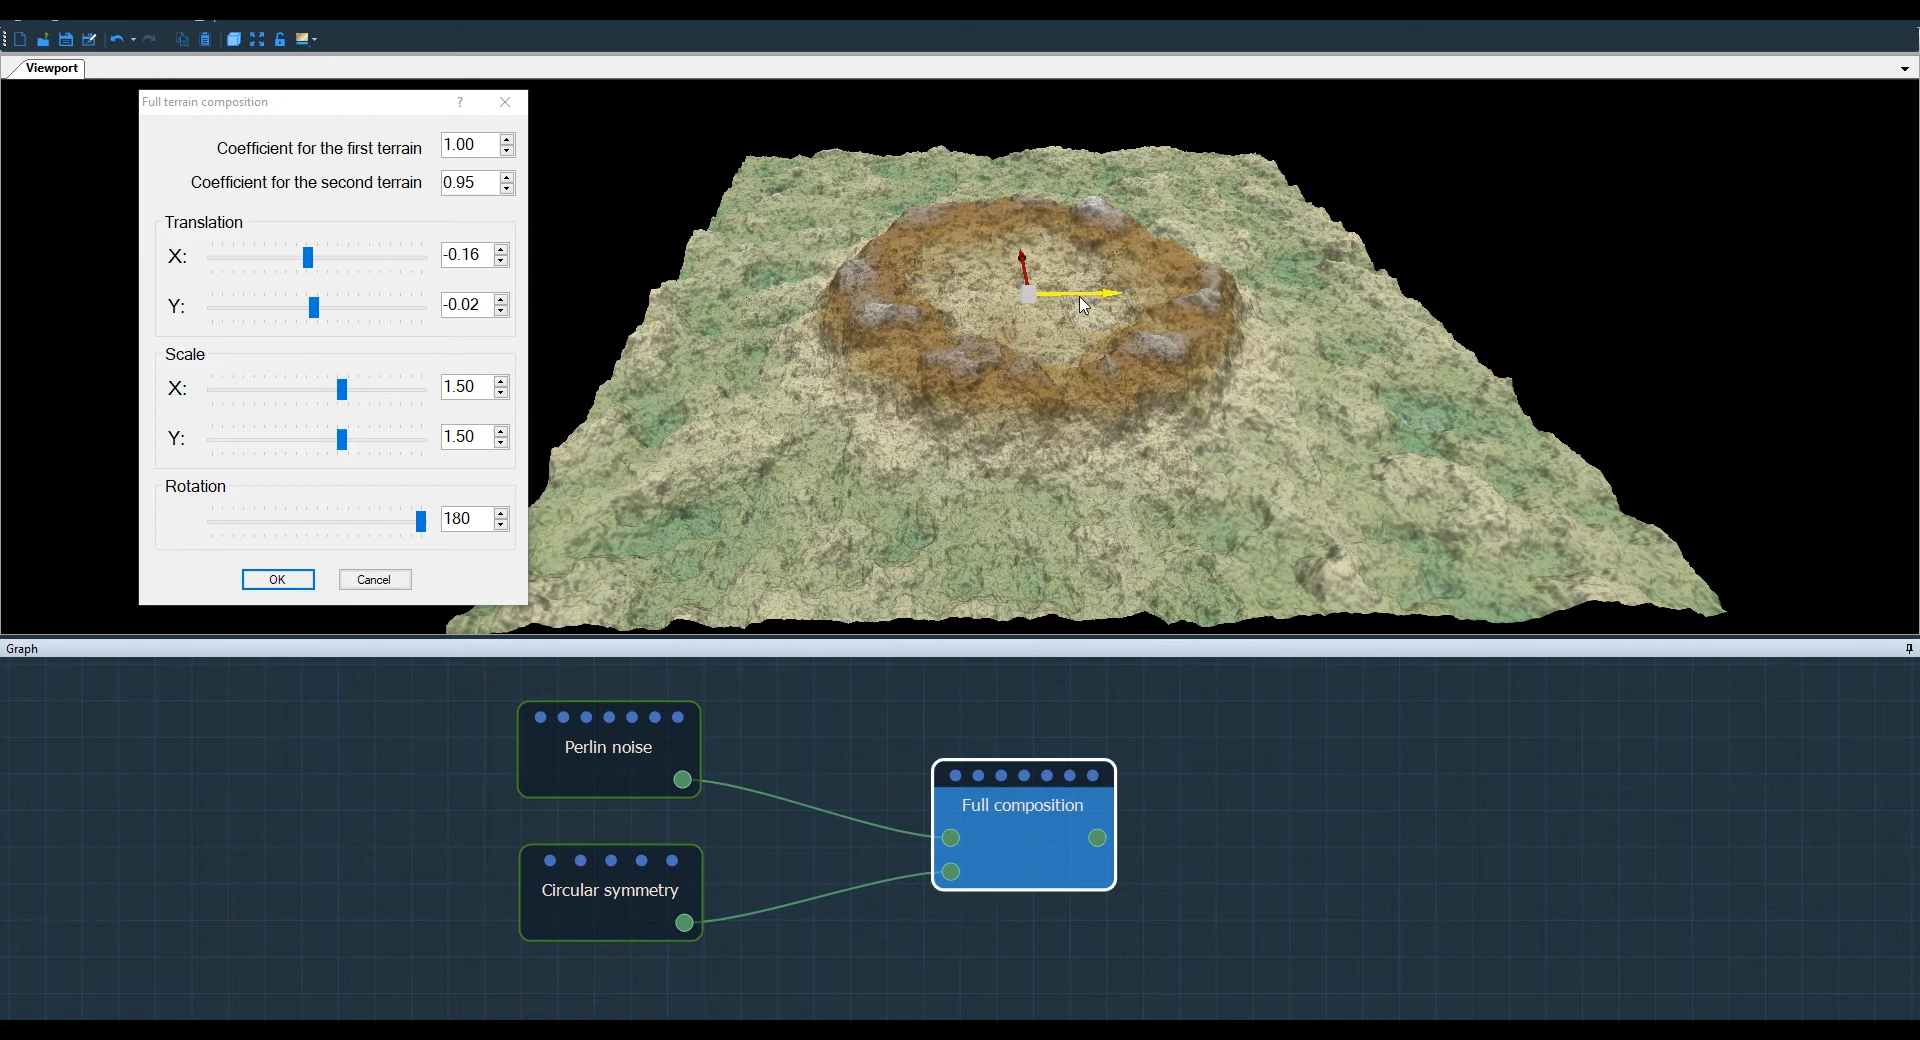 Viewport
Full terrain composition ?
Coefficient for the first terrain 1.00
Coefficient for the second terrain 0.95
Translation
X: -0.16
Y: -0.02
Scale
X: 1.50
Y: 1.50
Rotation
180
OK Cancel
Graph
Perlin noise
Full composition
Circular symmetry